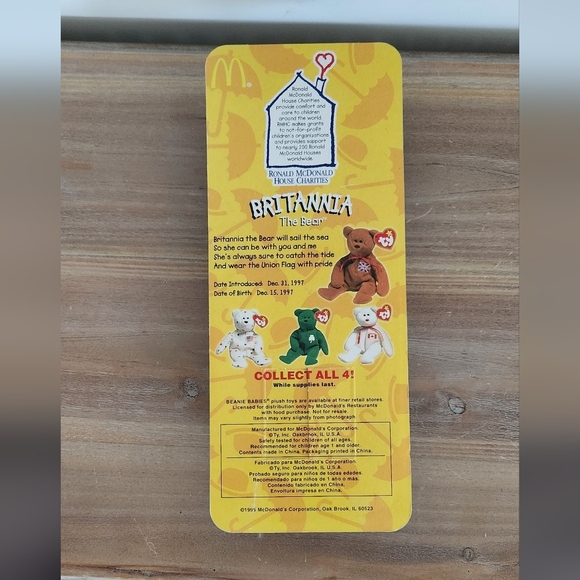 Ronald
McDonald
House Charities
provide comfort and
care to children
around the world
RMHC makes grants
to not-for-profit
children's organizations
and provides support
to nearly 200 Ronald
McDonald Houses
worldwide.
RONALD MCDONALD
HOUSE CHARITIES
BRITANNIA
The Bear™
Britannia the Bear will sail the sea
So she can be with you and me
She's always sure to catch the tide
And wear the Union Flag with pride
Date Introduced: Dec. 31, 1997
Date of Birth: Dec. 15, 1997
ty
ty
ty
ty
COLLECT ALL 4!
While supplies last.
BEANIE BABIES® plush toys are available at finer retail stores.
Licensed for distribution only by McDonald's Restaurants
with food purchase. Not for resale.
Items may vary slightly from photograph.
Manufactured for McDonald's Corporation.
©Ty, Inc. Oakbrook, IL U.S.A.
Safety tested for children of all ages.
Recommended for children age 1 and older.
Contents made in China. Packaging printed in China.
Fabricado para McDonald's Corporation.
©Ty, Inc. Oakbrook, IL U.S.A.
Probado seguro para niños de todas edades.
Recomendado para niños de 1 año o más.
Contenido fabricado en China.
Envoltura impresa en China.
©1995 McDonald's Corporation, Oak Brook, IL 60523